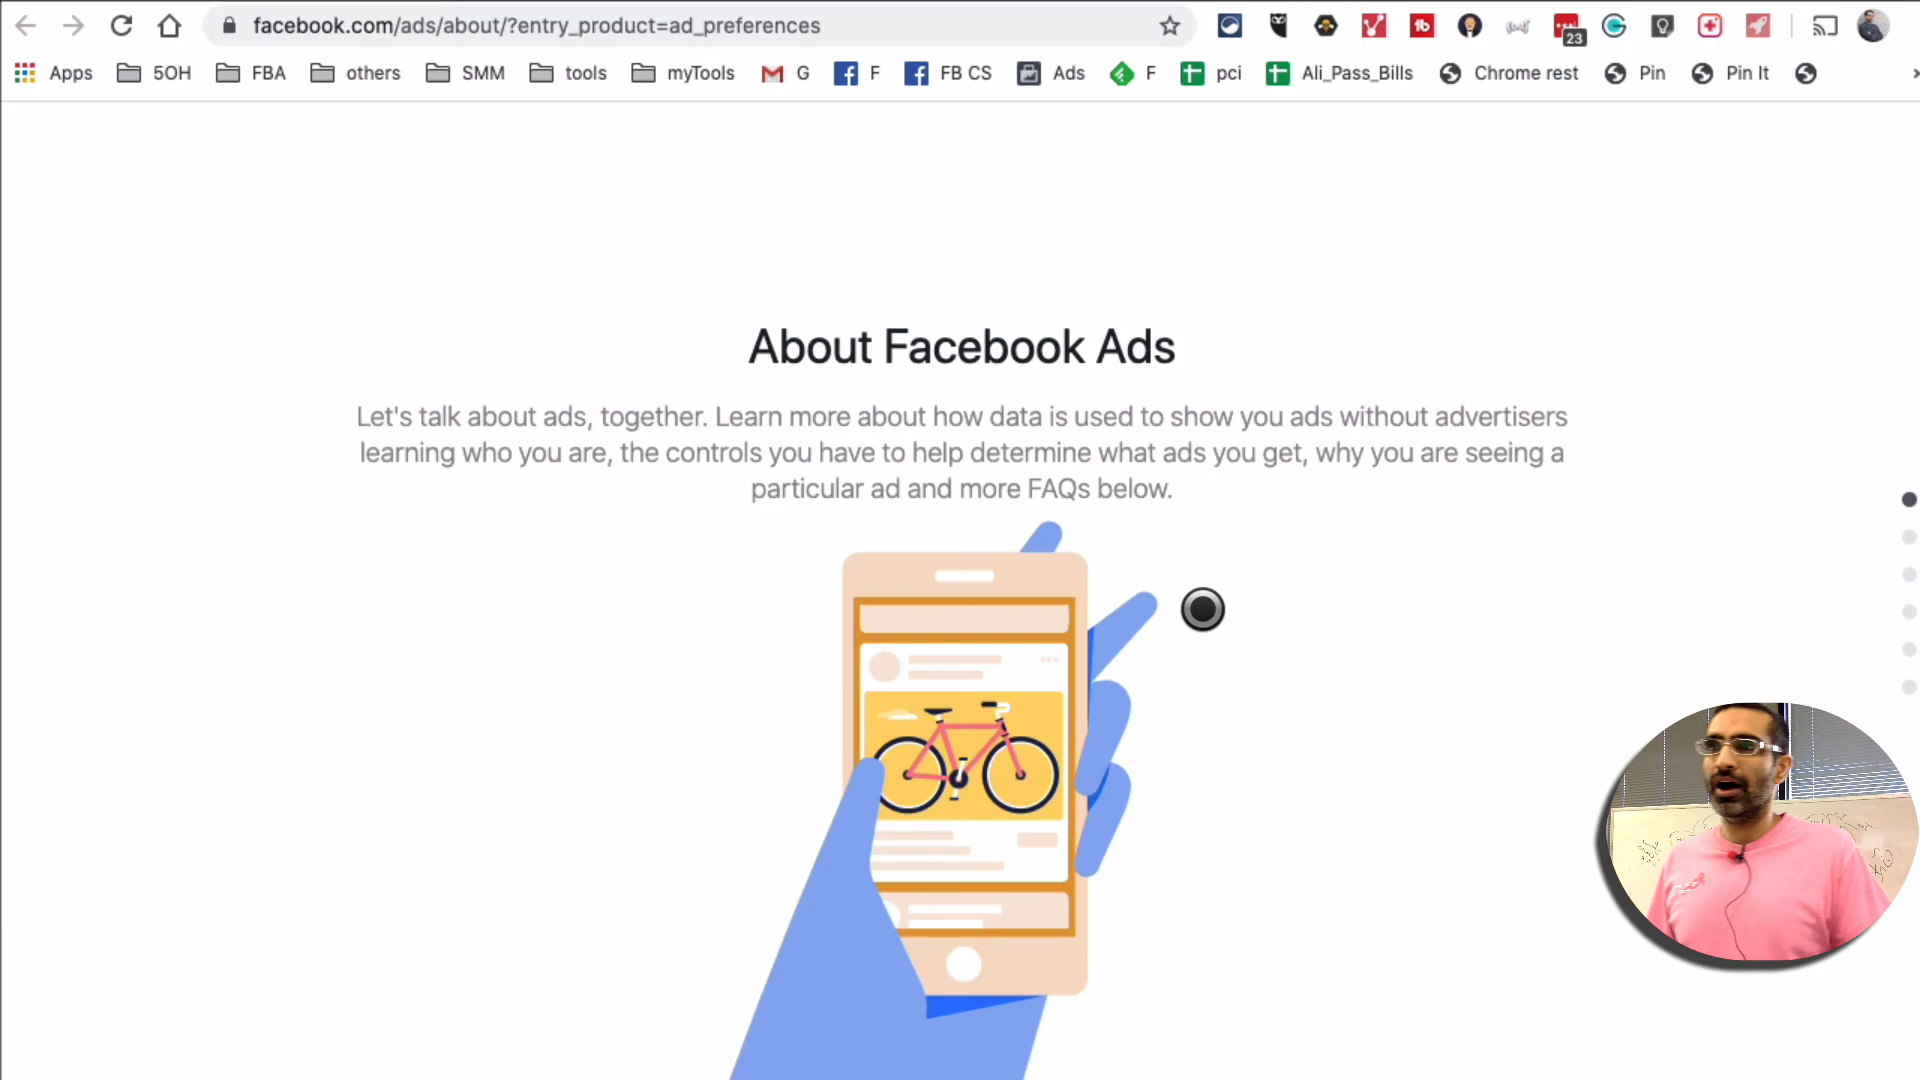 facebook.com/ads/about/?entry_product=ad_preferences
23
Apps 5OH FBA others SMM tools myTools G F FB CS Ads F pci Ali_Pass_Bills Chrome rest Pin Pin It
About Facebook Ads
Let's talk about ads, together. Learn more about how data is used to show you ads without advertisers
learning who you are, the controls you have to help determine what ads you get, why you are seeing a
particular ad and more FAQs below.